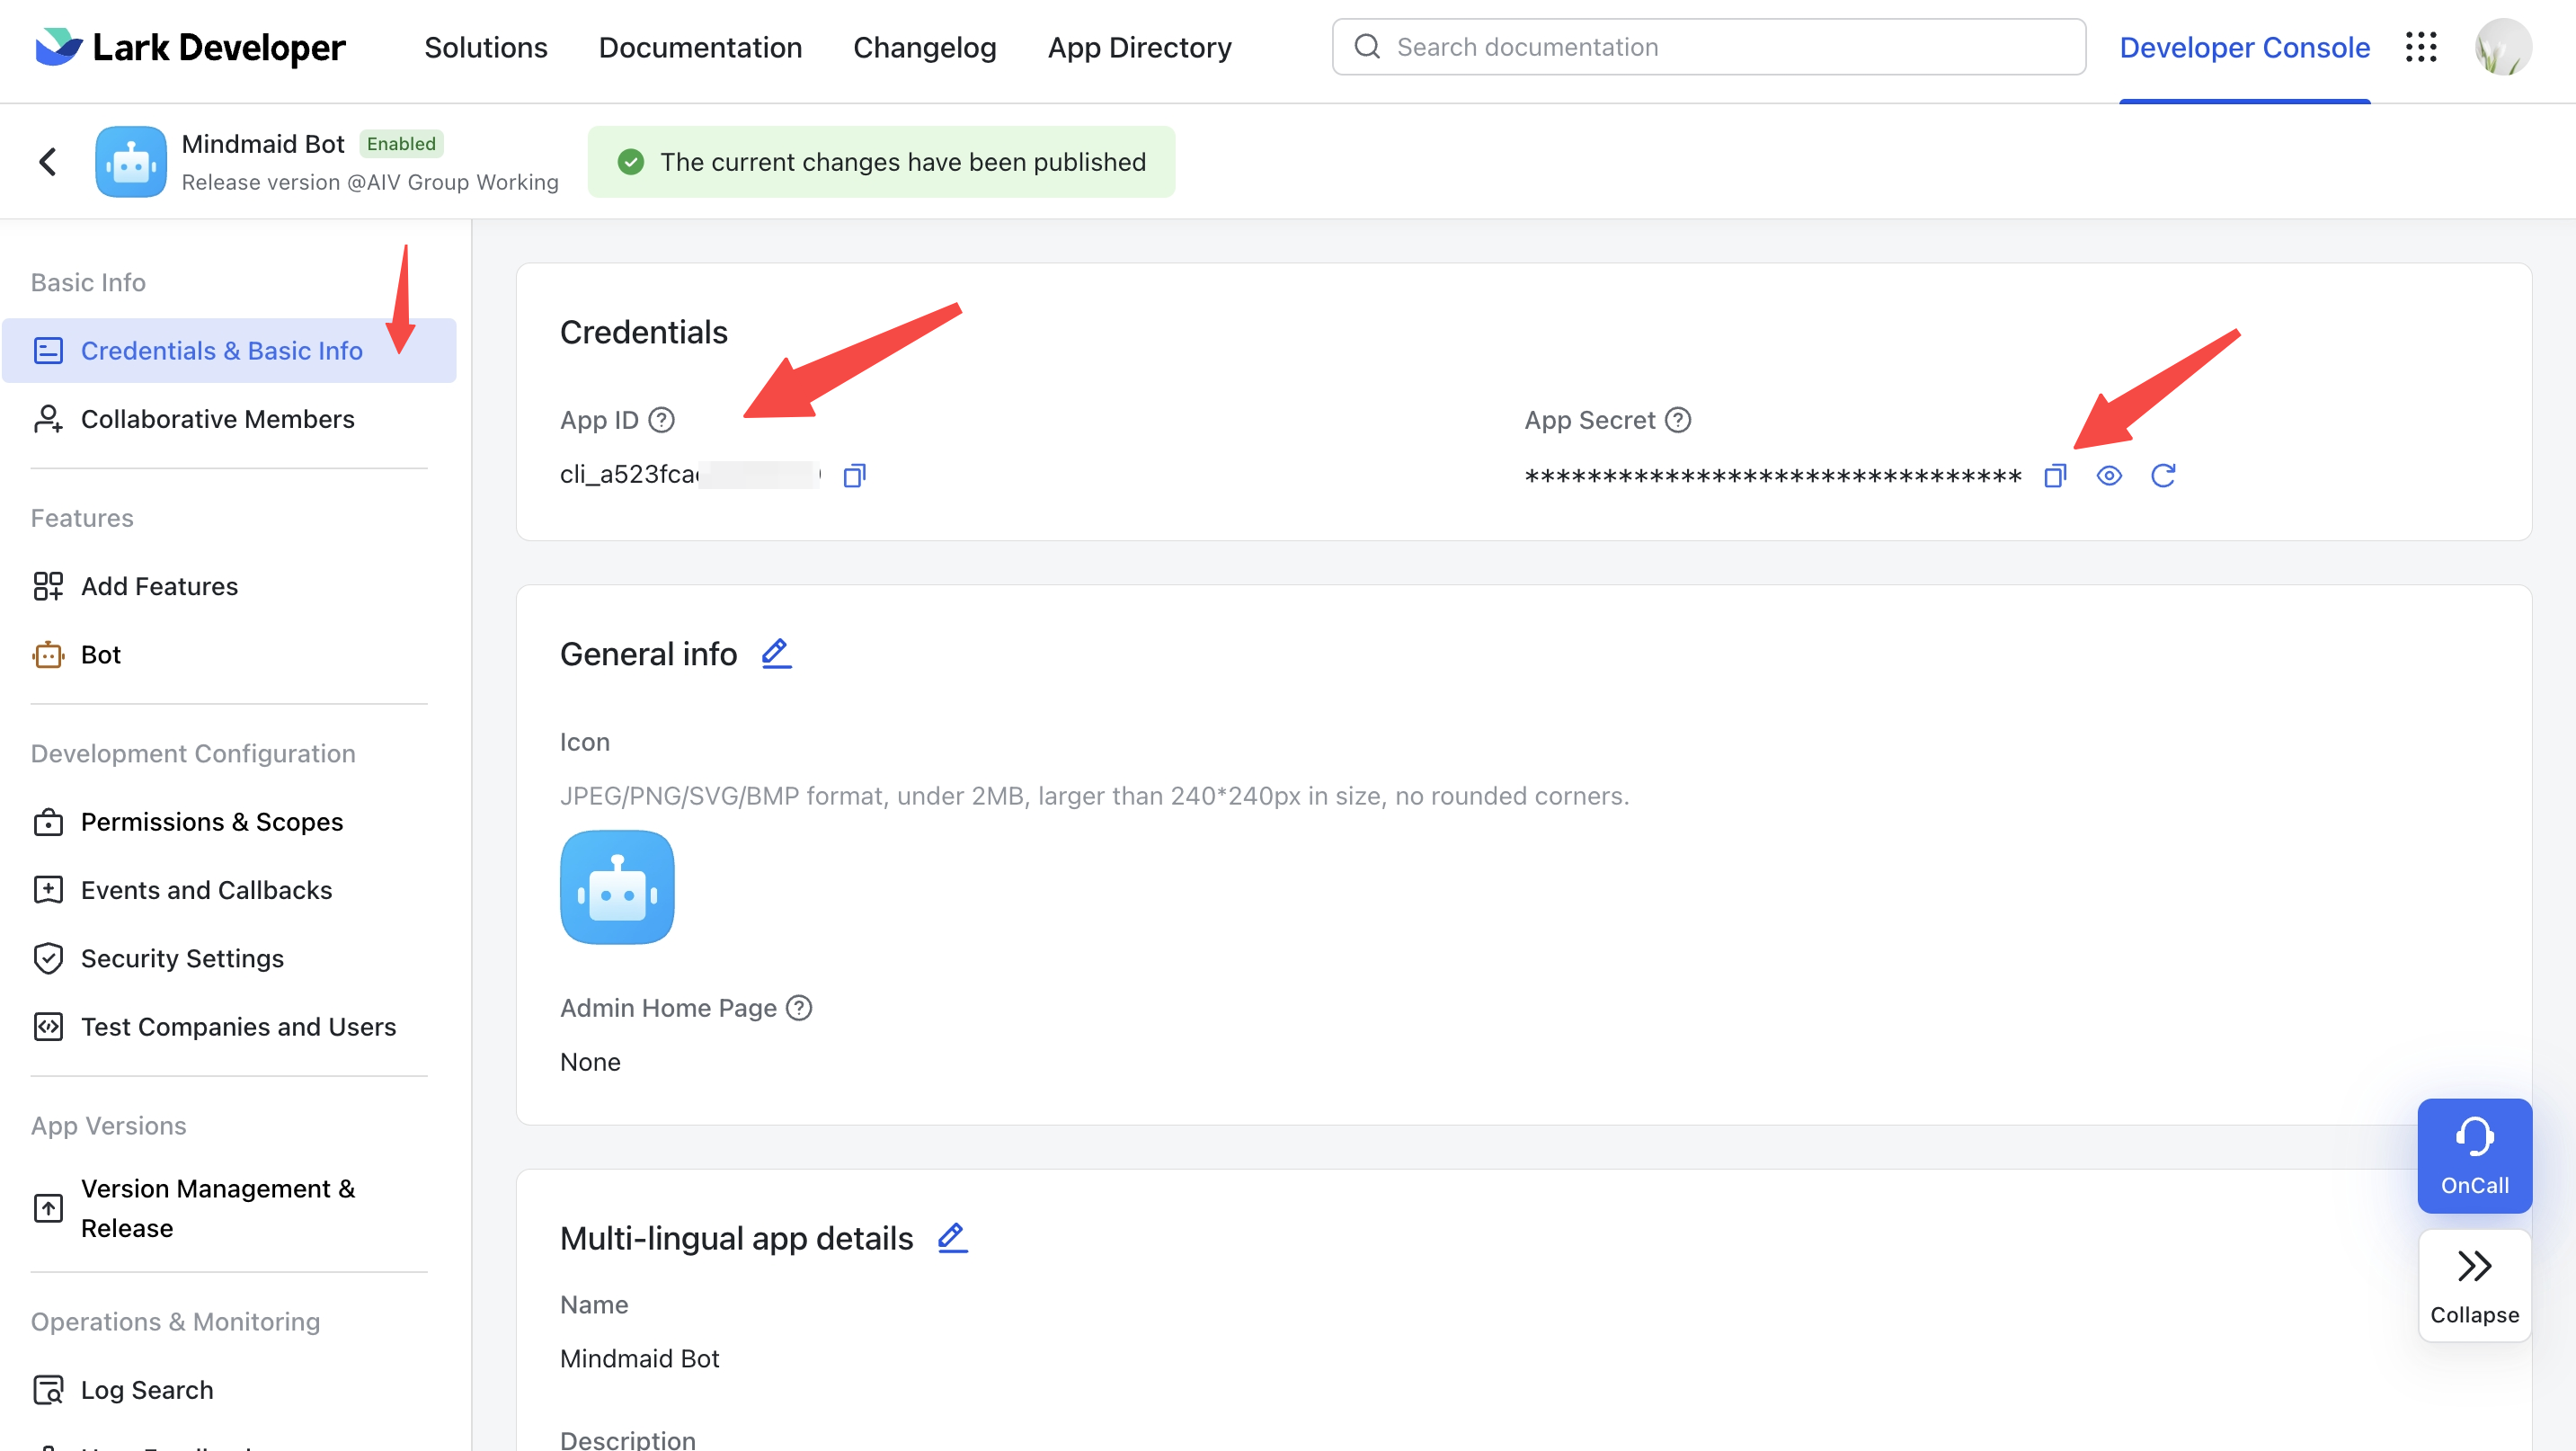 Lark Developer
Solutions
Documentation
Changelog
App Directory
Search documentation
Developer Console
Mindmaid Bot
Enabled
Release version @AIV Group Working
The current changes have been published
Basic Info
Credentials & Basic Info
Collaborative Members
Features
Add Features
Bot
Development Configuration
Permissions & Scopes
Events and Callbacks
Security Settings
Test Companies and Users
App Versions
Version Management &
Release
Operations & Monitoring
Log Search
Credentials
App ID
App Secret
cli_a523fca
********************************
General info
Icon
JPEG/PNG/SVG/BMP format, under 2MB, larger than 240*240px in size, no rounded corners.
Admin Home Page
None
Multi-lingual app details
Name
Mindmaid Bot
Description
OnCall
Collapse